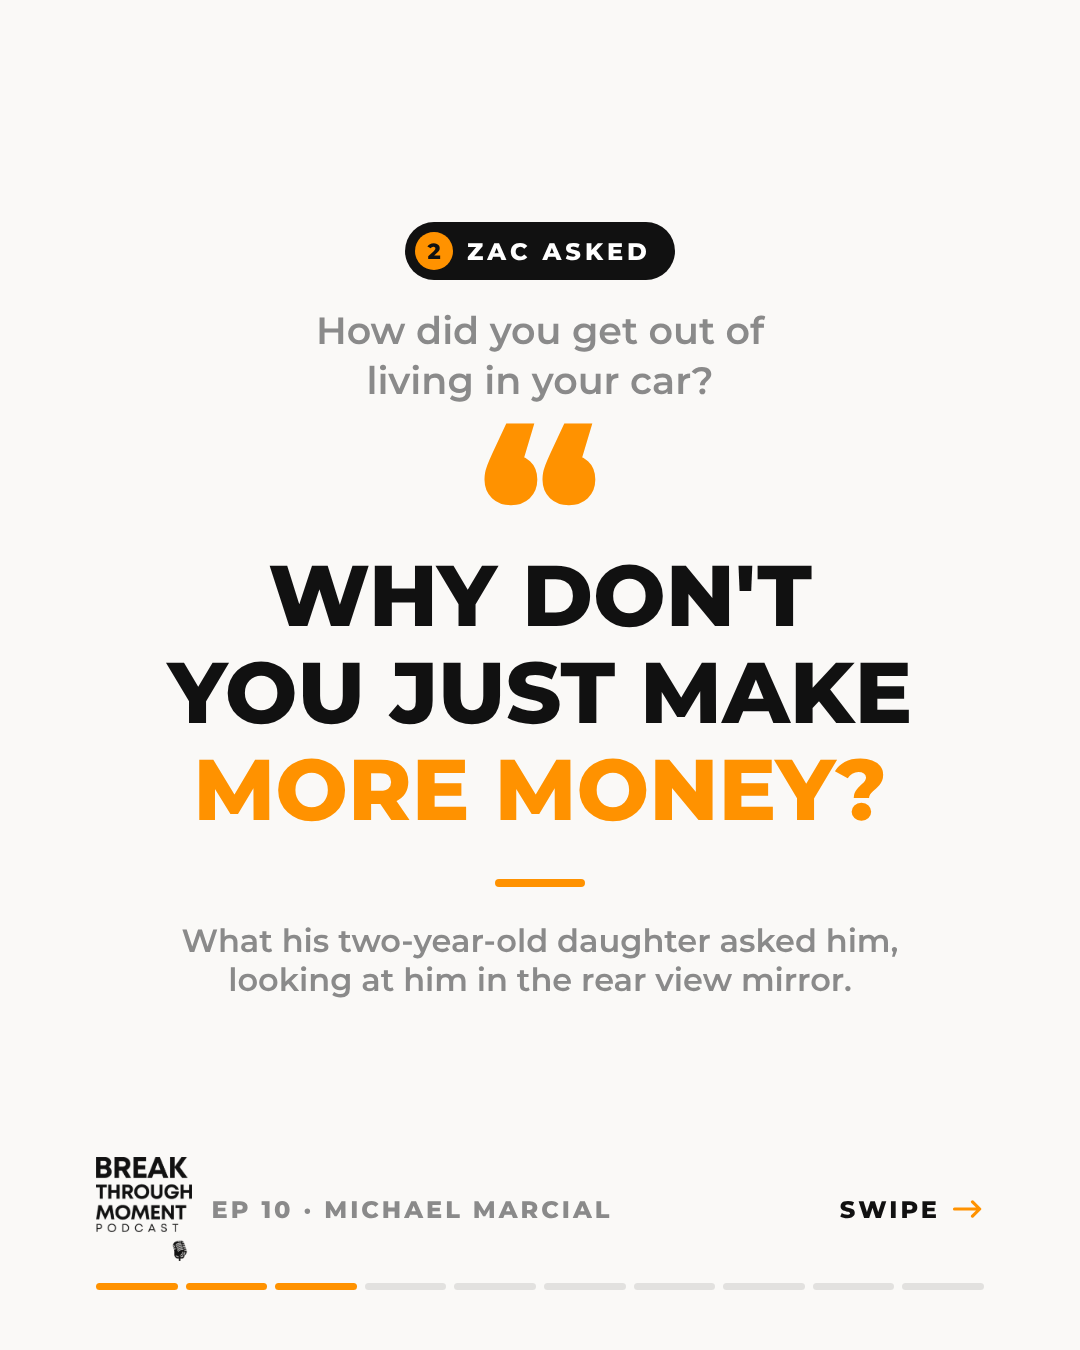 2 ZAC ASKED
How did you get out of
living in your car?
“
WHY DON'T
YOU JUST MAKE
MORE MONEY?
What his two-year-old daughter asked him,
looking at him in the rear view mirror.
BREAK
THROUGH
MOMENT
PODCAST
EP 10 · MICHAEL MARCIAL
SWIPE →